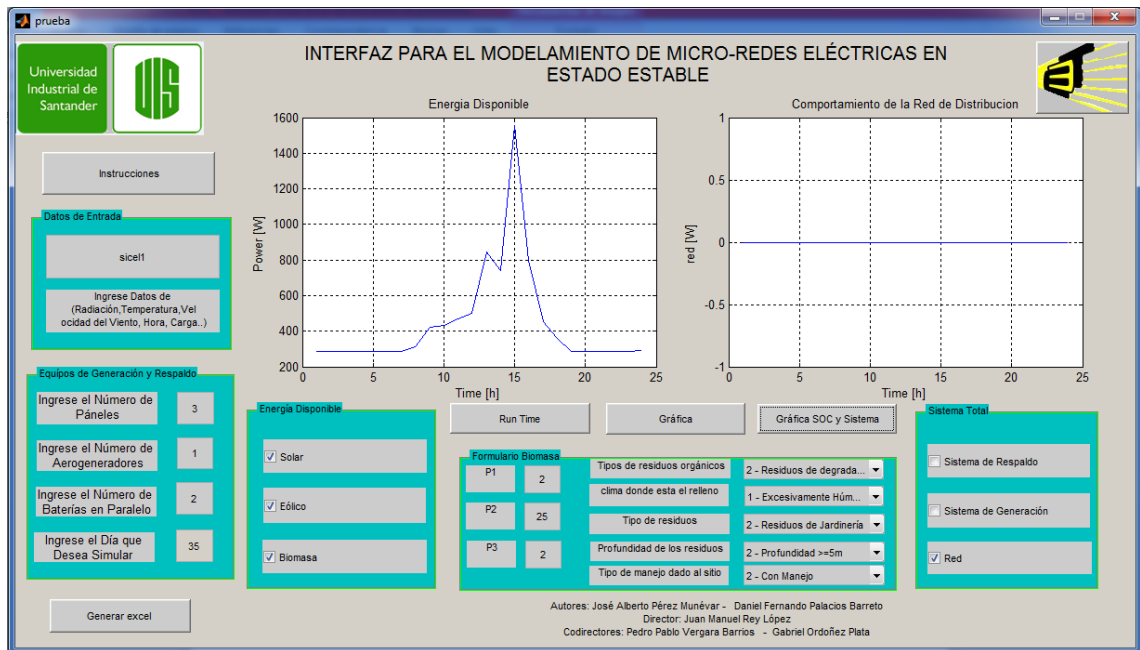 prueba
Universidad
Industrial de
Santander
UIS
INTERFAZ PARA EL MODELAMIENTO DE MICRO-REDES ELÉCTRICAS EN
ESTADO ESTABLE
Instrucciones
Datos de Entrada
sicel1
Ingrese Datos de
(Radiación,Temperatura,Vel
ocidad del Viento, Hora, Carga..)
Equipos de Generación y Respaldo
Ingrese el Número de
Páneles
3
Ingrese el Número de
Aerogeneradores
1
Ingrese el Número de
Baterías en Paralelo
2
Ingrese el Día que
Desea Simular
35
Generar excel
Energia Disponible
1600
1400
1200
1000
800
600
400
200
Power [W]
0 5 10 15 20 25
Time [h]
Comportamiento de la Red de Distribucion
1
0.5
0
-0.5
-1
red [W]
0 5 10 15 20 25
Time [h]
Run Time
Gráfica
Gráfica SOC y Sistema
Energía Disponible
Solar
Eólico
Biomasa
Formulario Biomasa
P1
2
P2
25
P3
2
Tipos de residuos orgánicos
2 - Residuos de degrada...
clima donde esta el relleno
1 - Excesivamente Húm...
Tipo de residuos
2 - Residuos de Jardinería
Profundidad de los residuos
2 - Profundidad >=5m
Tipo de manejo dado al sitio
2 - Con Manejo
Sistema Total
Sistema de Respaldo
Sistema de Generación
Red
Autores: José Alberto Pérez Munévar - Daniel Fernando Palacios Barreto
Director: Juan Manuel Rey López
Codirectores: Pedro Pablo Vergara Barrios - Gabriel Ordoñez Plata